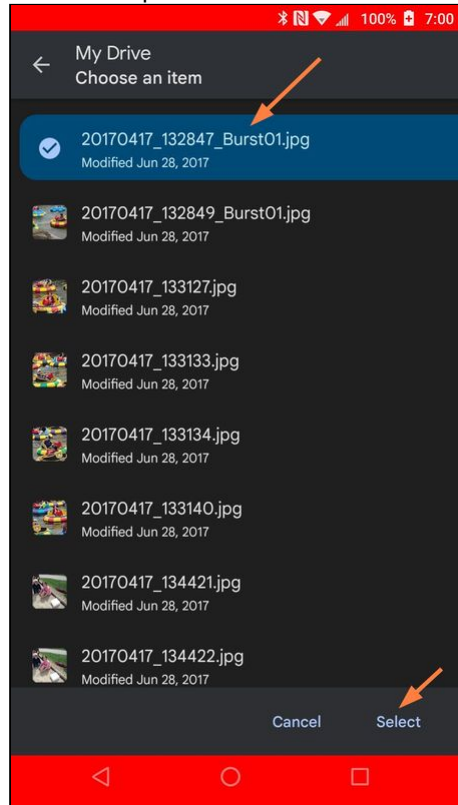 100% 7:00
My Drive
Choose an item
20170417_132847_Burst01.jpg
Modified Jun 28, 2017
20170417_132849_Burst01.jpg
Modified Jun 28, 2017
20170417_133127.jpg
Modified Jun 28, 2017
20170417_133133.jpg
Modified Jun 28, 2017
20170417_133134.jpg
Modified Jun 28, 2017
20170417_133140.jpg
Modified Jun 28, 2017
20170417_134421.jpg
Modified Jun 28, 2017
20170417_134422.jpg
Modified Jun 28, 2017
Cancel Select